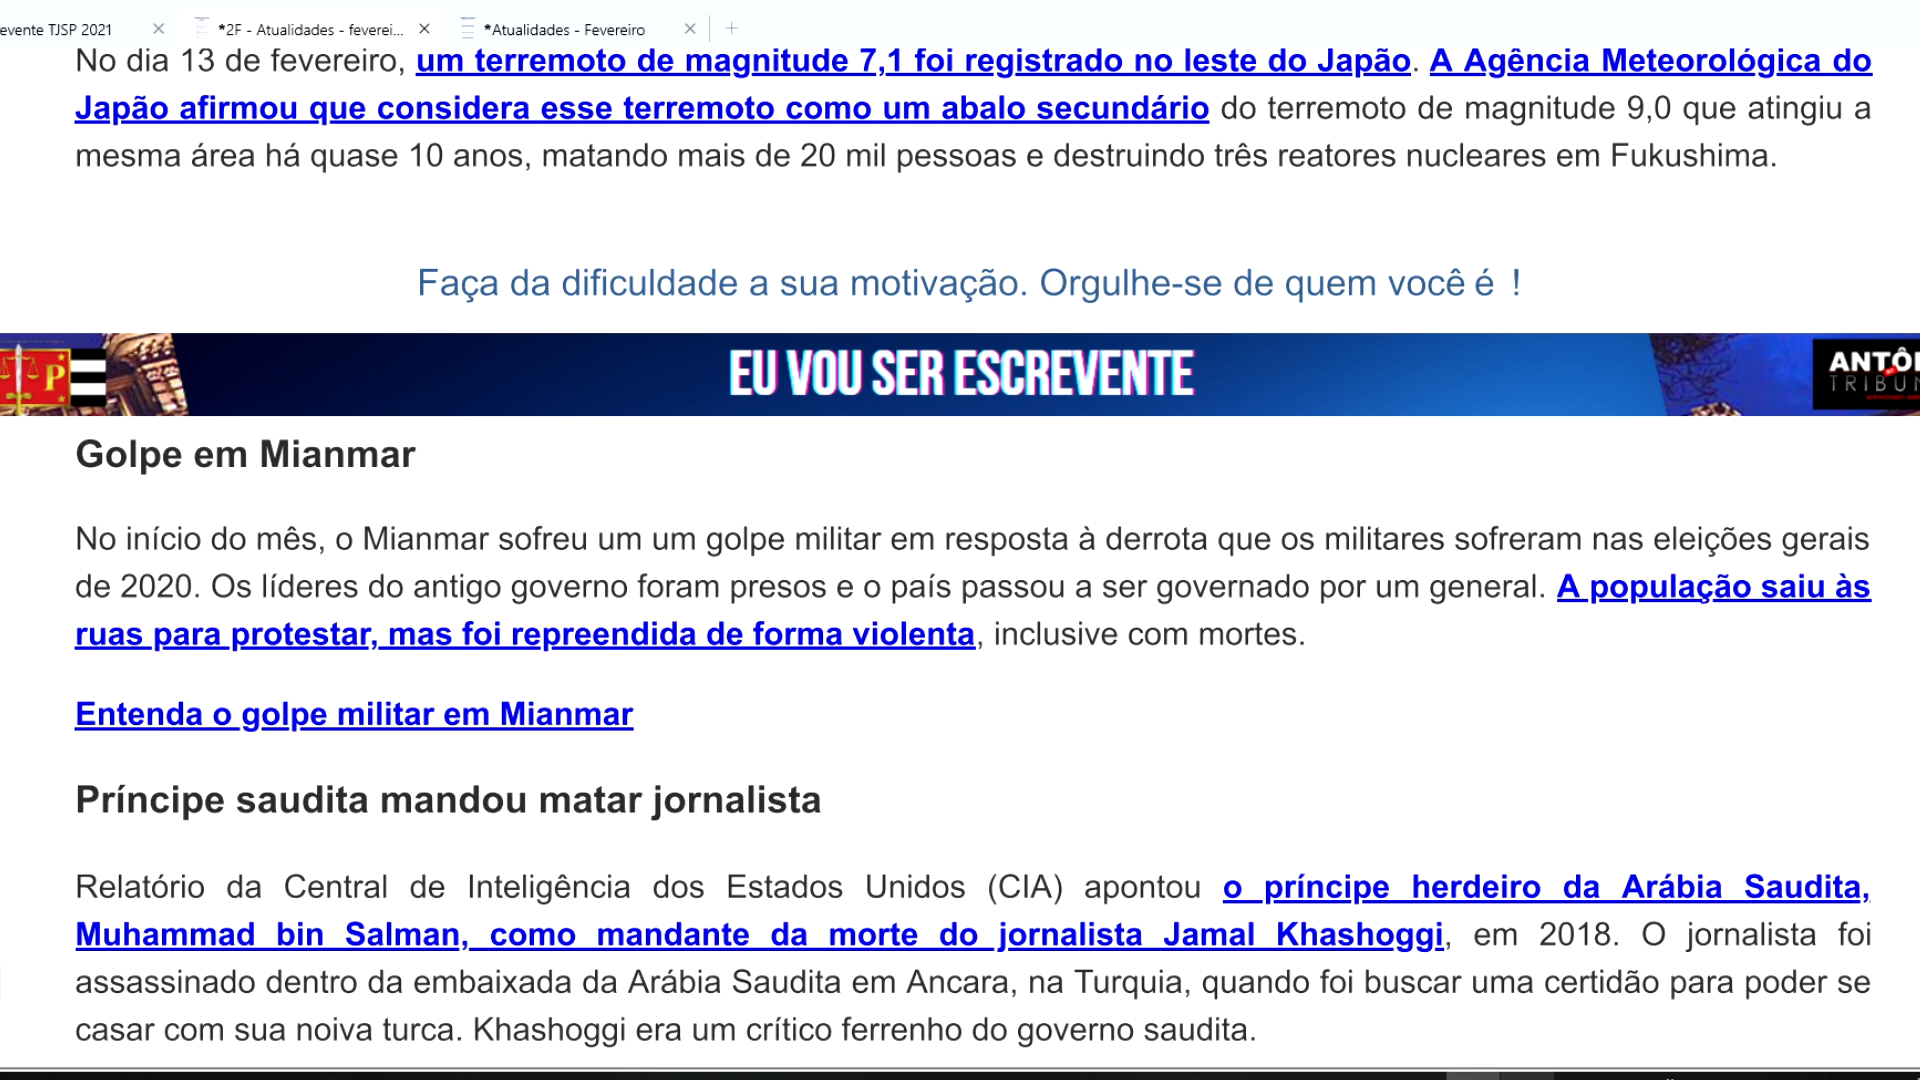 evente TJSP 2021
*2F - Atualidades - feverei...
*Atualidades - Fevereiro
No dia 13 de fevereiro, um terremoto de magnitude 7,1 foi registrado no leste do Japão. A Agência Meteorológica do
Japão afirmou que considera esse terremoto como um abalo secundário do terremoto de magnitude 9,0 que atingiu a
mesma área há quase 10 anos, matando mais de 20 mil pessoas e destruindo três reatores nucleares em Fukushima.
Faça da dificuldade a sua motivação. Orgulhe-se de quem você é !
P
EU VOU SER ESCREVENTE
ANTÔ
TRIBUN
Golpe em Mianmar
No início do mês, o Mianmar sofreu um um golpe militar em resposta à derrota que os militares sofreram nas eleições gerais
de 2020. Os líderes do antigo governo foram presos e o país passou a ser governado por um general. A população saiu às
ruas para protestar, mas foi repreendida de forma violenta, inclusive com mortes.
Entenda o golpe militar em Mianmar
Príncipe saudita mandou matar jornalista
Relatório da Central de Inteligência dos Estados Unidos (CIA) apontou o príncipe herdeiro da Arábia Saudita,
Muhammad bin Salman, como mandante da morte do jornalista Jamal Khashoggi, em 2018. O jornalista foi
assassinado dentro da embaixada da Arábia Saudita em Ancara, na Turquia, quando foi buscar uma certidão para poder se
casar com sua noiva turca. Khashoggi era um crítico ferrenho do governo saudita.